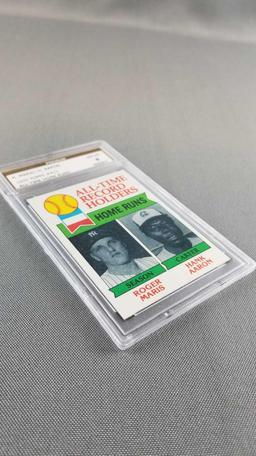 ALL-TIME
RECORD
HOLDERS
HOME RUNS
SEASON
ROGER
MARIS
CAREER
HANK
AARON